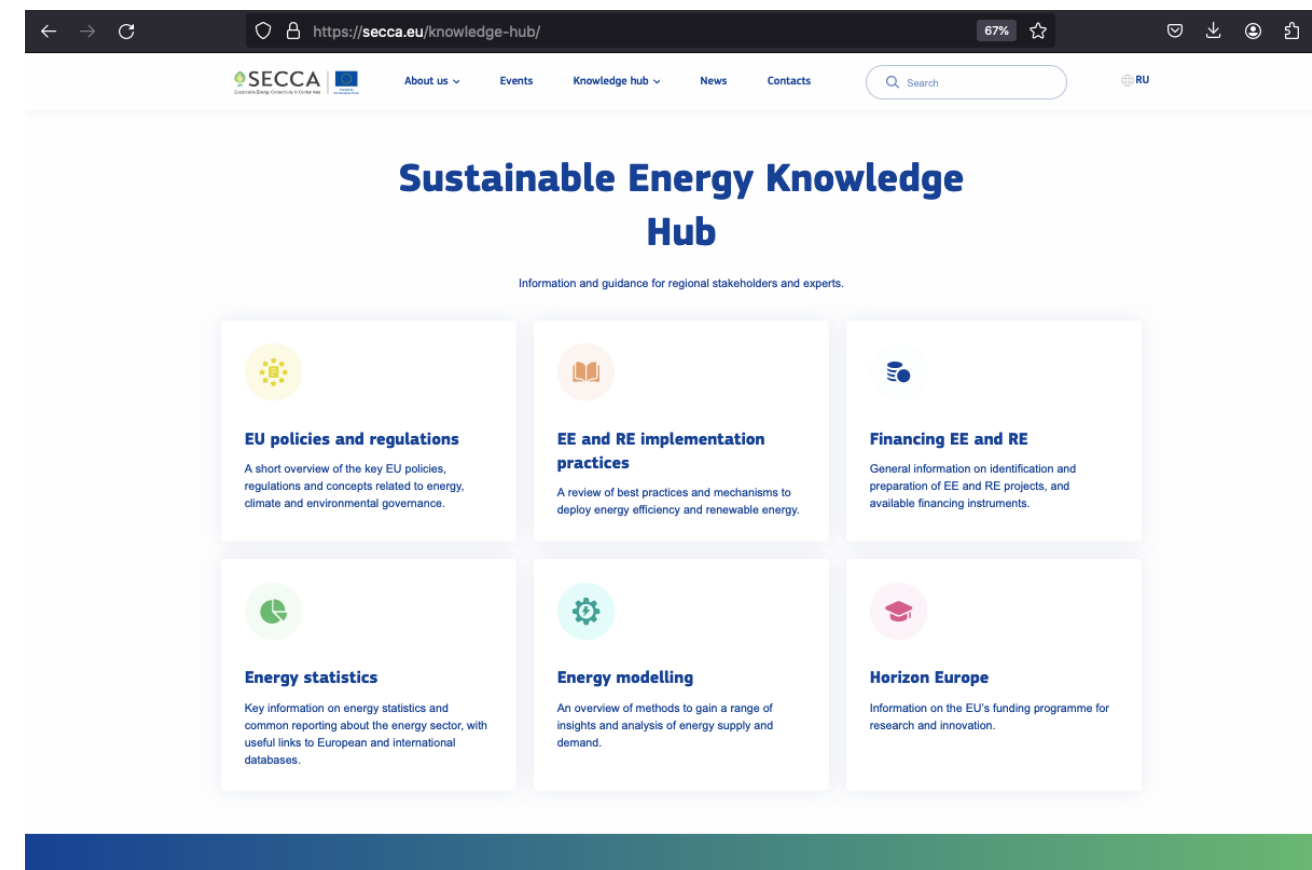 https://secca.eu/knowledge-hub/
67%
SECCA
Sustainable Energy Connectivity in Central Asia
About us
Events
Knowledge hub
News
Contacts
Search
RU
Sustainable Energy Knowledge
Hub
Information and guidance for regional stakeholders and experts.
EU policies and regulations
A short overview of the key EU policies,
regulations and concepts related to energy,
climate and environmental governance.
EE and RE implementation
practices
A review of best practices and mechanisms to
deploy energy efficiency and renewable energy.
Financing EE and RE
General information on identification and
preparation of EE and RE projects, and
available financing instruments.
Energy statistics
Key information on energy statistics and
common reporting about the energy sector, with
useful links to European and international
databases.
Energy modelling
An overview of methods to gain a range of
insights and analysis of energy supply and
demand.
Horizon Europe
Information on the EU's funding programme for
research and innovation.